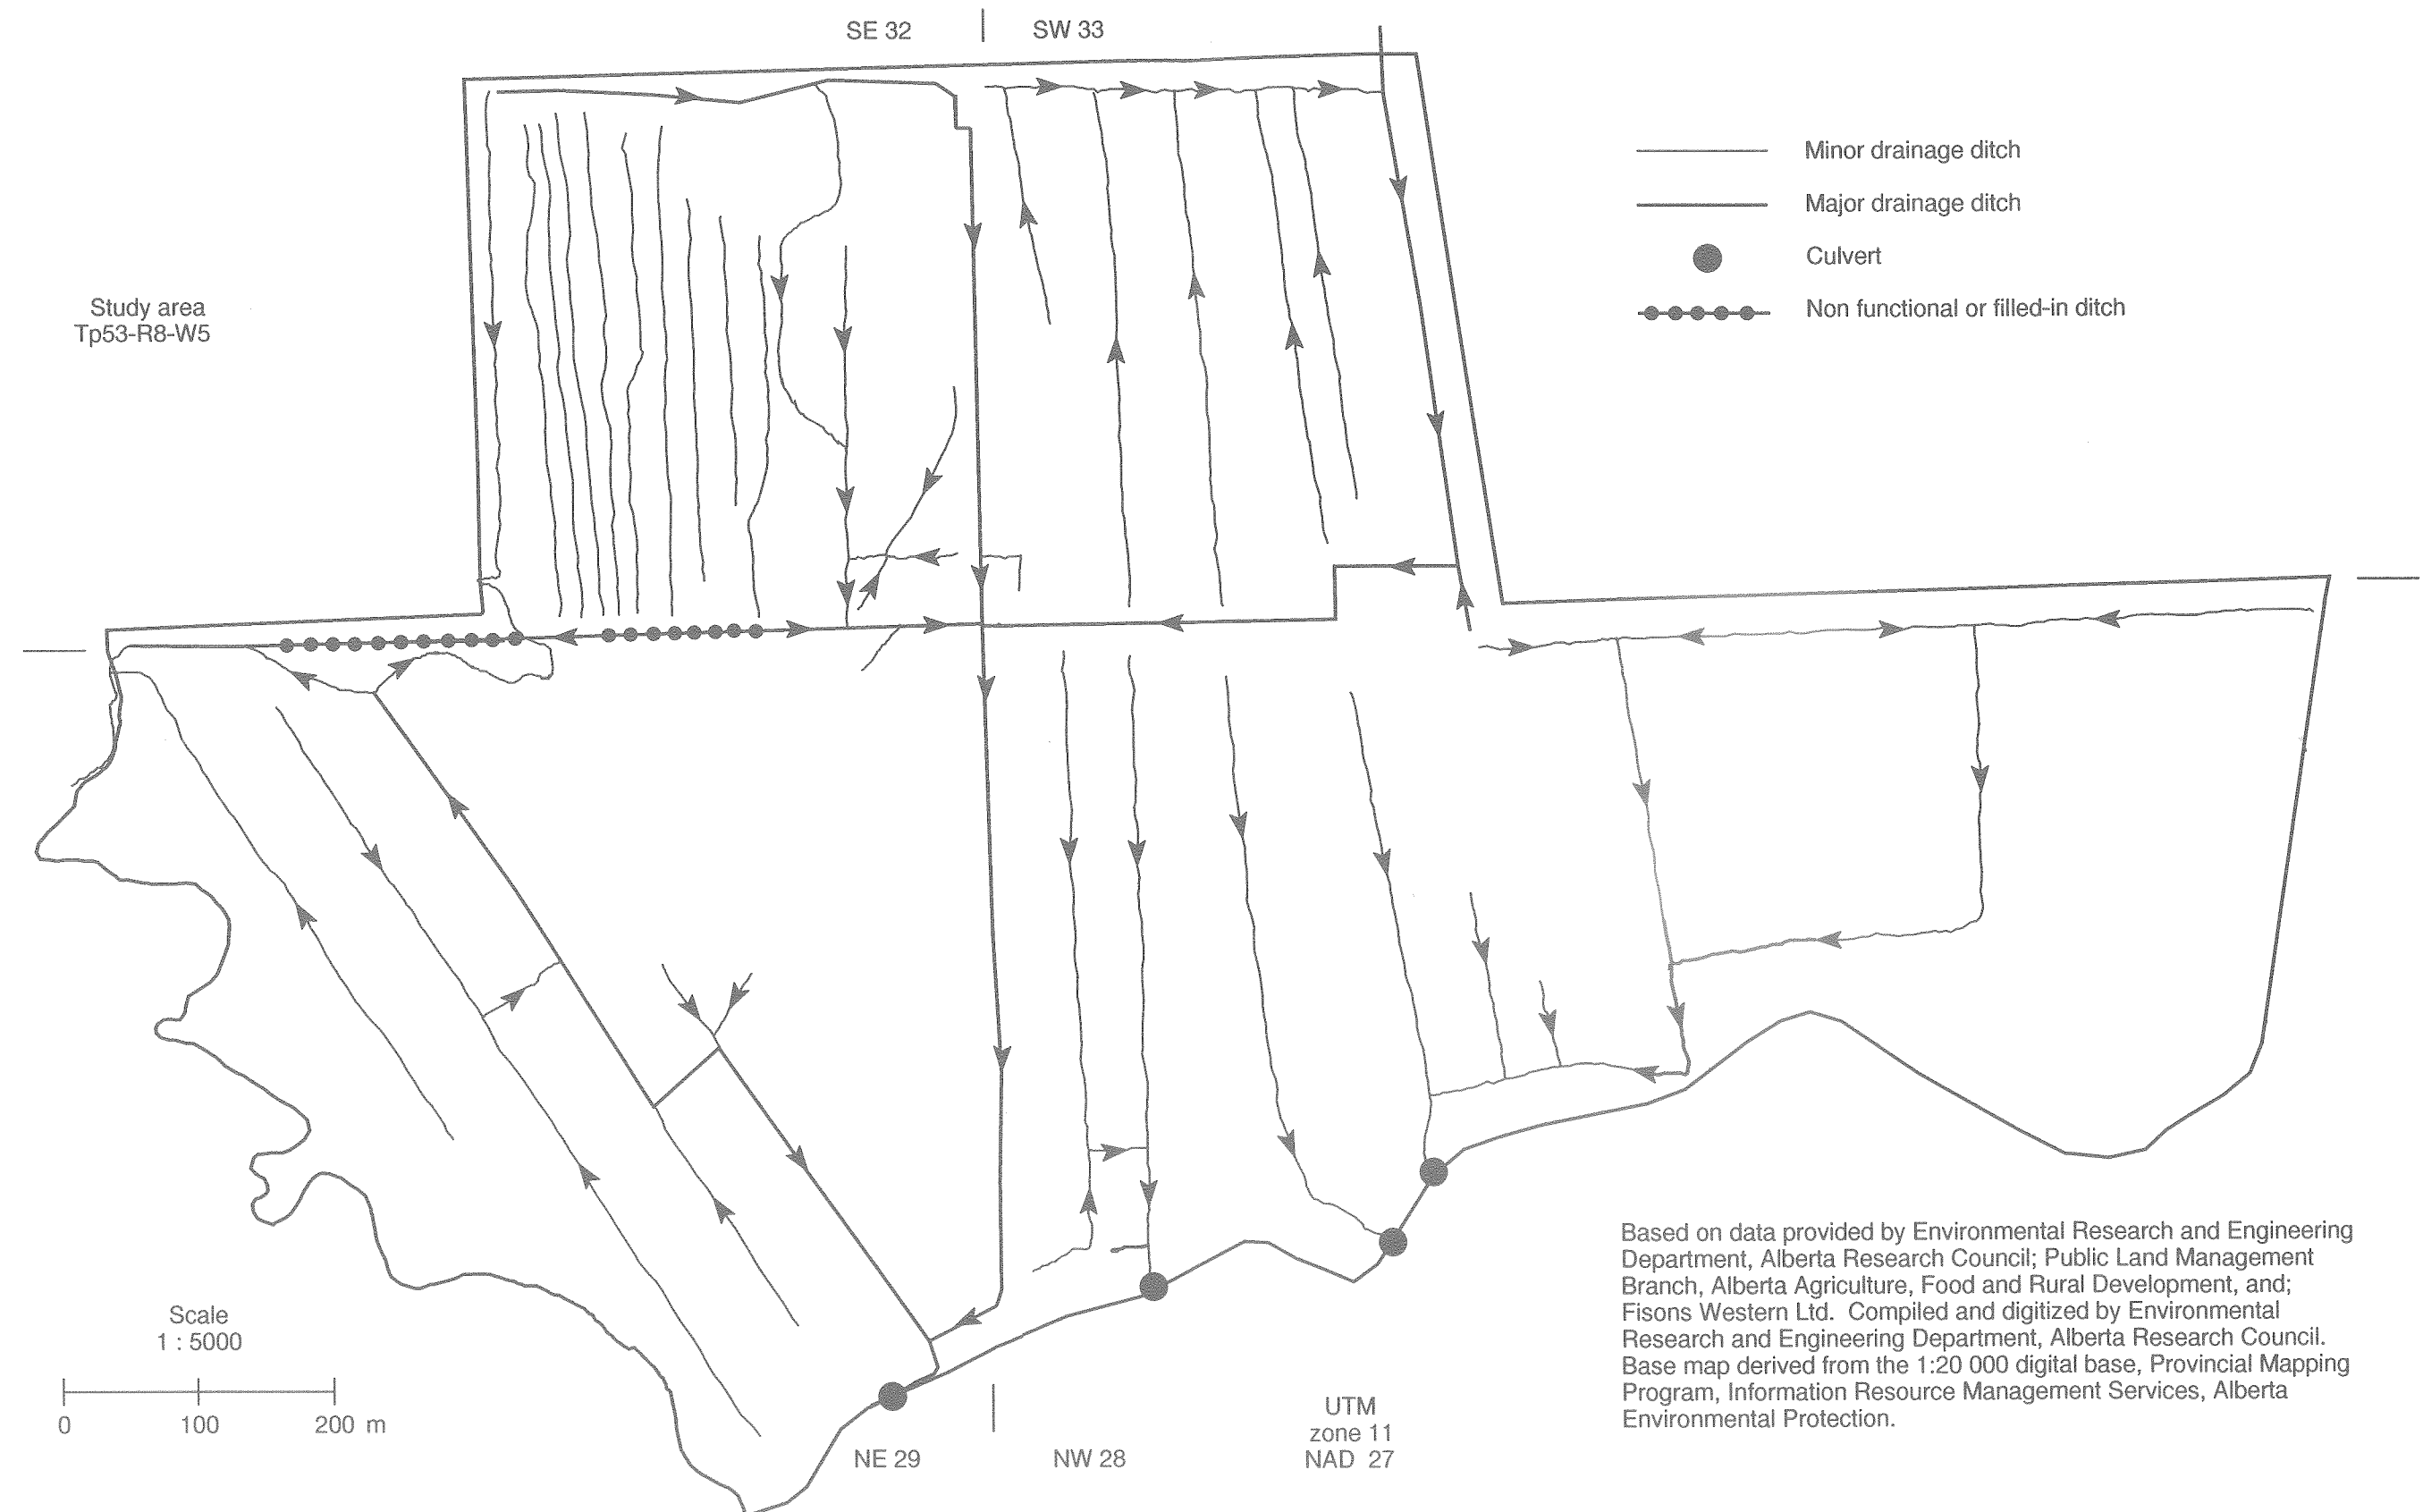 SE 32
SW 33
Minor drainage ditch
Major drainage ditch
Culvert
Non functional or filled-in ditch
Study area
Tp53-R8-W5
Based on data provided by Environmental Research and Engineering
Department, Alberta Research Council; Public Land Management
Branch, Alberta Agriculture, Food and Rural Development, and;
Fisons Western Ltd. Compiled and digitized by Environmental
Research and Engineering Department, Alberta Research Council.
Base map derived from the 1:20 000 digital base, Provincial Mapping
Program, Information Resource Management Services, Alberta
Environmental Protection.
Scale
1 : 5000
0 100 200 m
NE 29
NW 28
UTM
zone 11
NAD 27